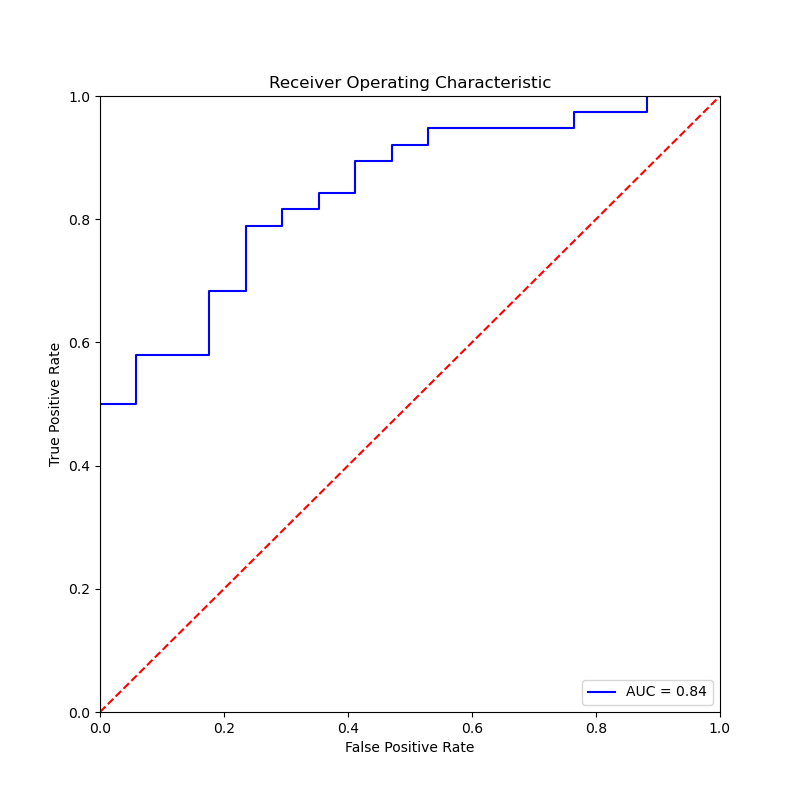 Receiver Operating Characteristic
1.0
0.8
0.6
0.4
0.2
0.0
True Positive Rate
AUC = 0.84
0.0 0.2 0.4 0.6 0.8 1.0
False Positive Rate